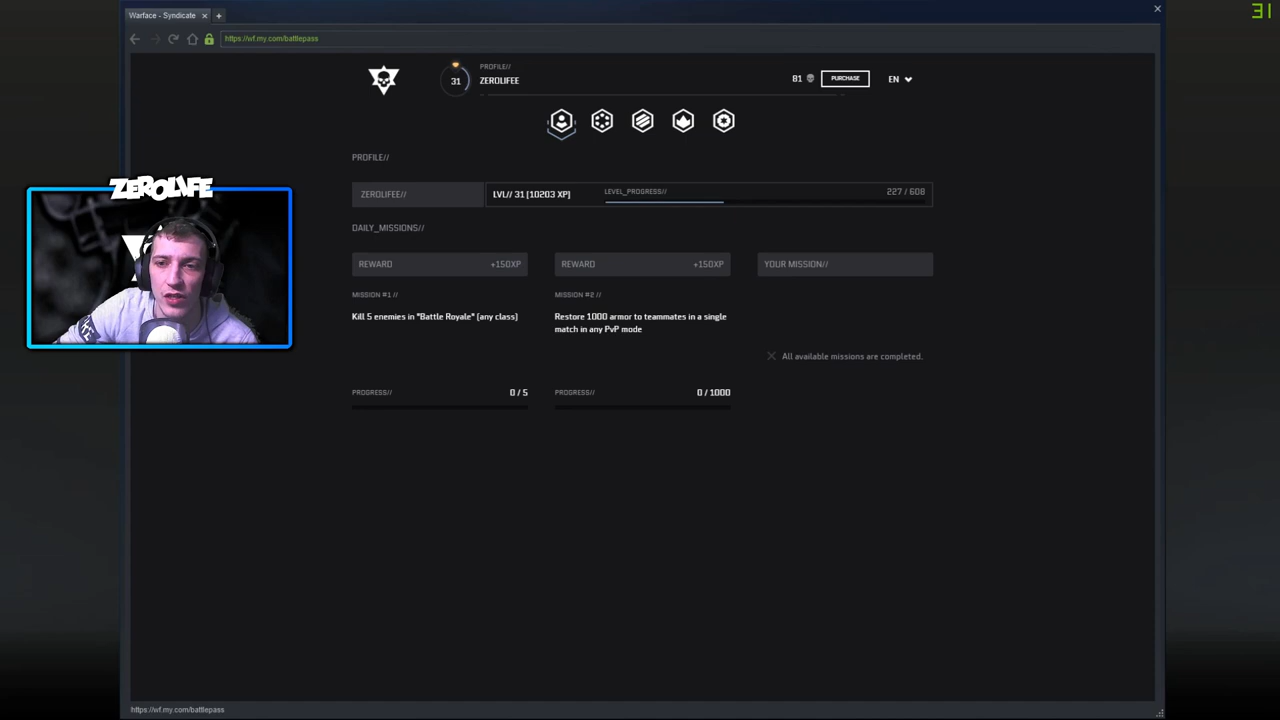 Warface - Syndicate
31
https://wf.my.com/battlepass
PROFILE//
31
ZEROLIFEE
81
PURCHASE
EN
PROFILE//
ZEROLIFEE//
LVL// 31 [10203 XP]
LEVEL_PROGRESS//
227 / 608
DAILY_MISSIONS//
REWARD
+150XP
REWARD
+150XP
YOUR MISSION//
MISSION #1 //
Kill 5 enemies in "Battle Royale" (any class)
MISSION #2 //
Restore 1000 armor to teammates in a single
match in any PvP mode
All available missions are completed.
PROGRESS//
0 / 5
PROGRESS//
0 / 1000
ZEROLIFE
https://wf.my.com/battlepass